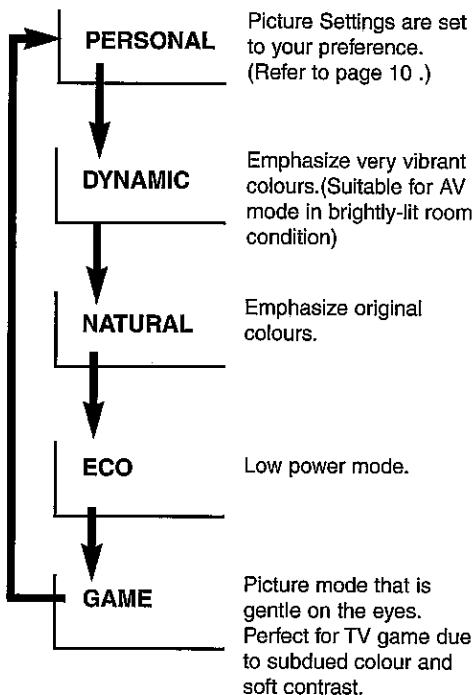 PERSONAL
Picture Settings are set
to your preference.
(Refer to page 10 .)
DYNAMIC
Emphasize very vibrant
colours.(Suitable for AV
mode in brightly-lit room
condition)
NATURAL
Emphasize original
colours.
ECO
Low power mode.
GAME
Picture mode that is
gentle on the eyes.
Perfect for TV game due
to subdued colour and
soft contrast.